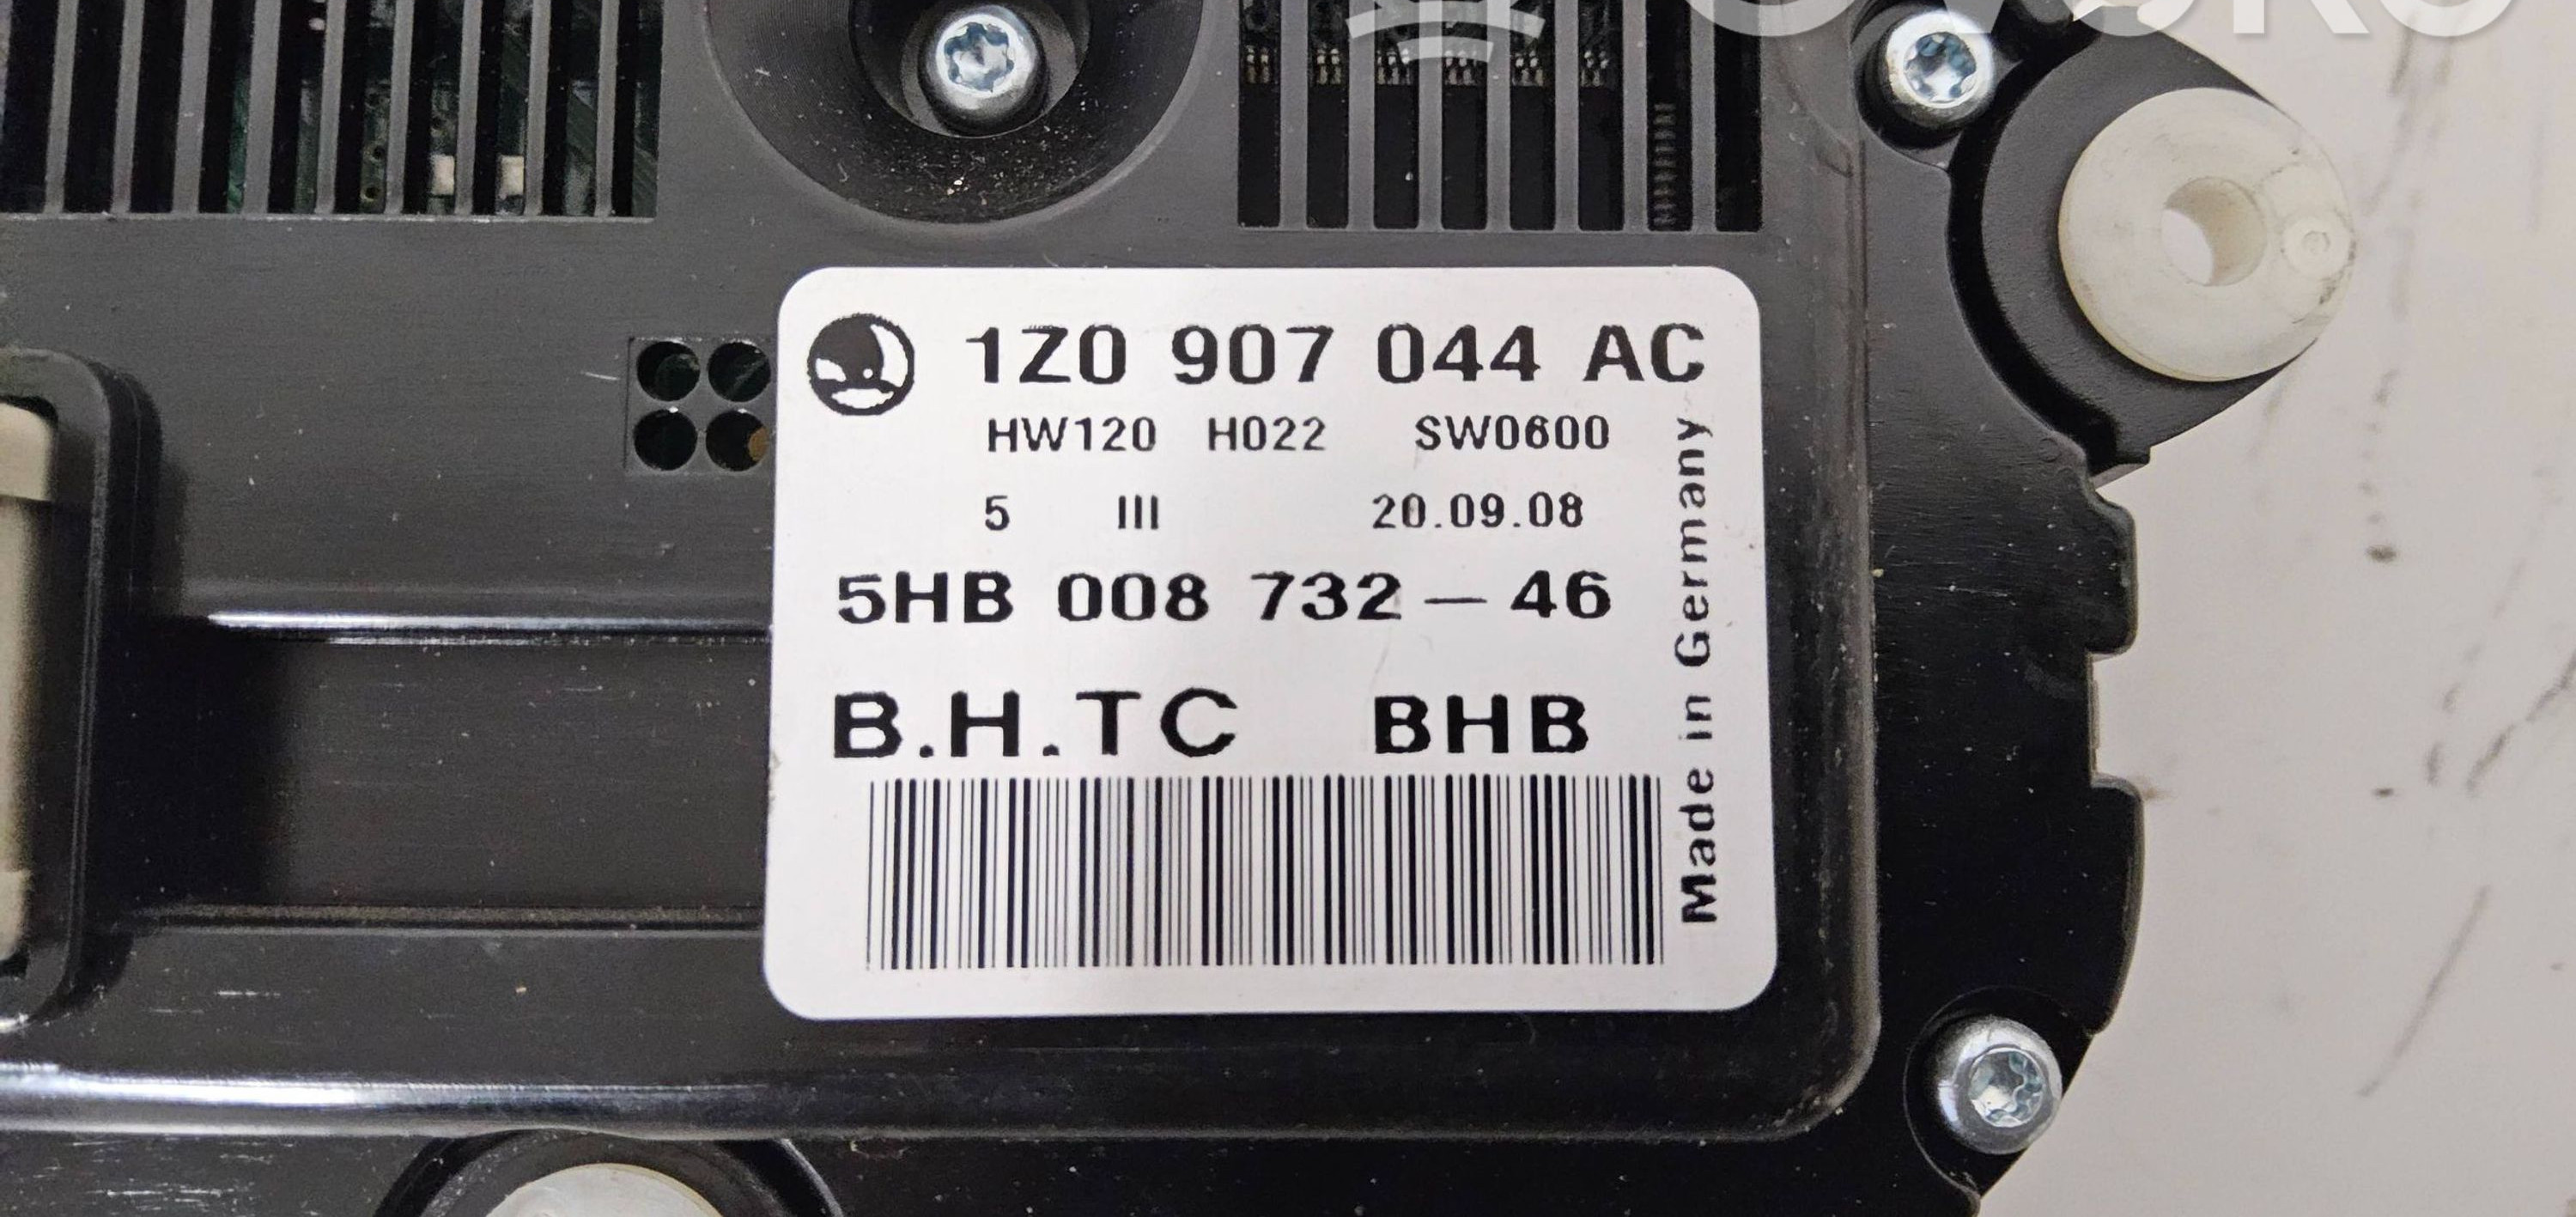 1Z0 907 044 AC
HW120 H022 SW0600
5 III 20.09.08
5HB 008 732 – 46
B.H.TC BHB
Made in Germany